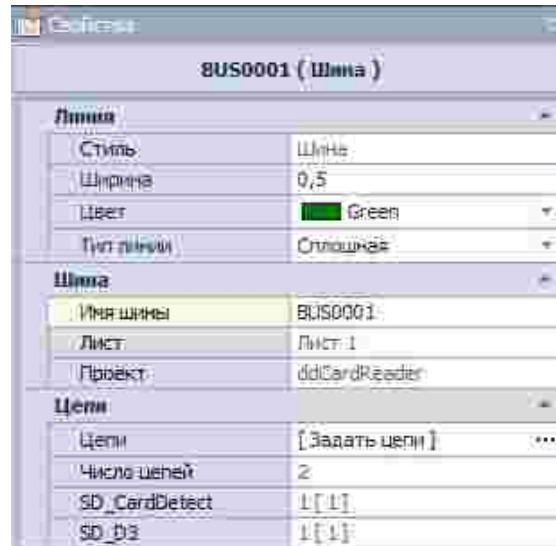 Свойства
BUS0001 ( Шина )
Линия
Стиль Шина
Ширина 0,5
Цвет Green
Тип линии Сплошная
Шина
Имя шины BUS0001
Лист Лист 1
Проект ddCardReader
Цепи
Цепи [ Задать цепи ] ...
Число цепей 2
SD_CardDetect 1[ 1]
SD_D3 1[ 1]